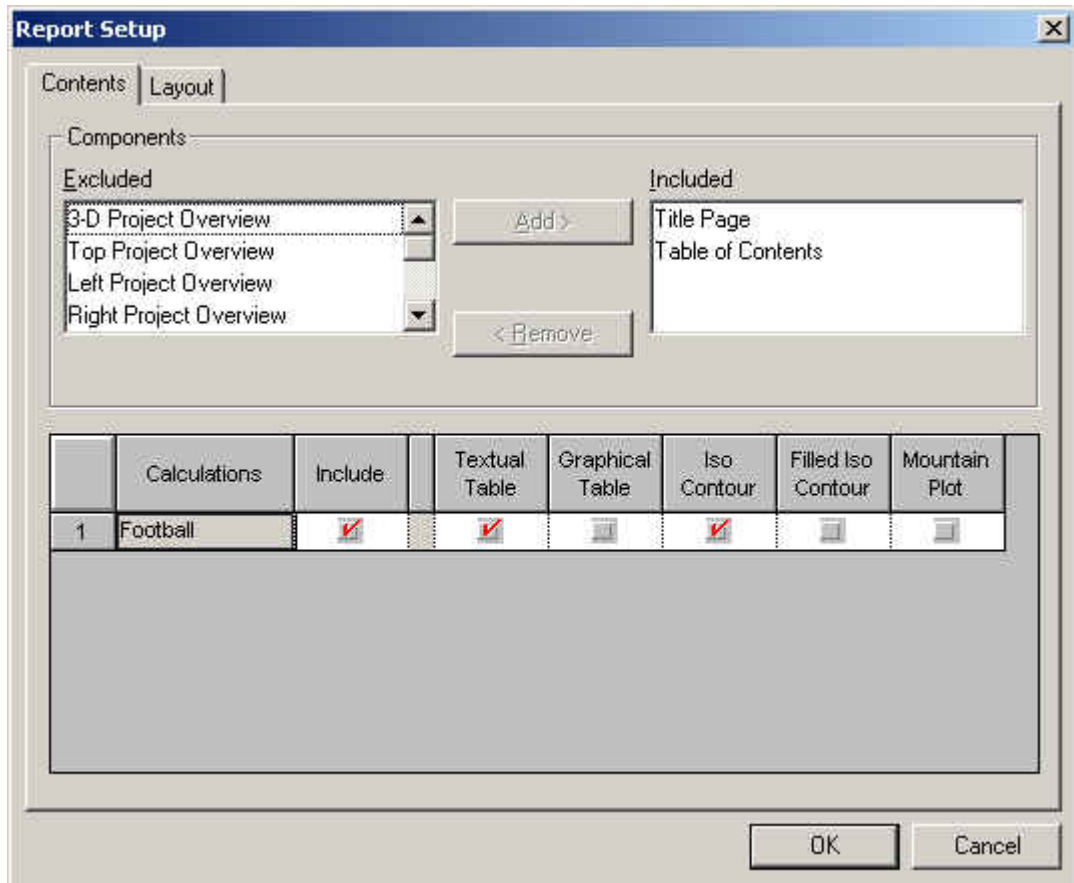 Report Setup
Contents
Layout
Components
Excluded
Included
3-D Project Overview
Top Project Overview
Left Project Overview
Right Project Overview
Add >
< Remove
Title Page
Table of Contents
Calculations
Include
Textual
Table
Graphical
Table
Iso
Contour
Filled Iso
Contour
Mountain
Plot
1
Football
OK
Cancel